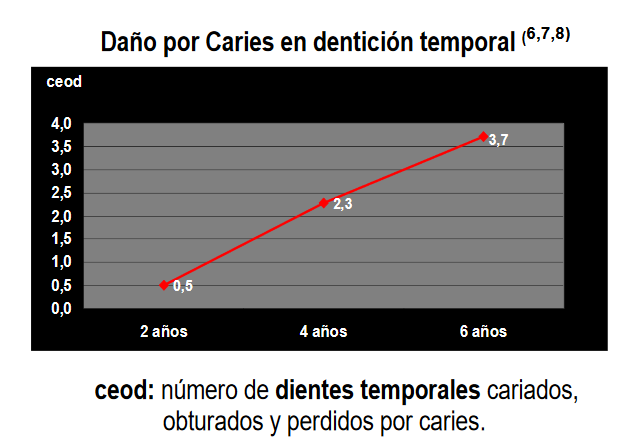 Daño por Caries en dentición temporal (6,7,8)
ceod
4,0
3,5
3,0
2,5
2,0
1,5
1,0
0,5
0,0
3,7
2,3
0,5
2 años 4 años 6 años
ceod: número de dientes temporales cariados,
obturados y perdidos por caries.